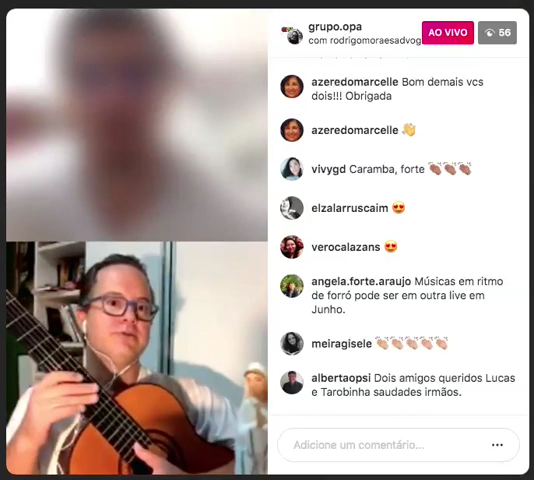 grupo.opa
com rodrigomoraesadvog
AO VIVO
56
azeredomarcelle Bom demais vcs
dois!!! Obrigada
azeredomarcelle
vivygd Caramba, forte
elzalarruscaim
verocalazans
angela.forte.araujo Músicas em ritmo
de forró pode ser em outra live em
Junho.
meiragisele
albertaopsi Dois amigos queridos Lucas
e Tarobinha saudades irmãos.
Adicione um comentário...